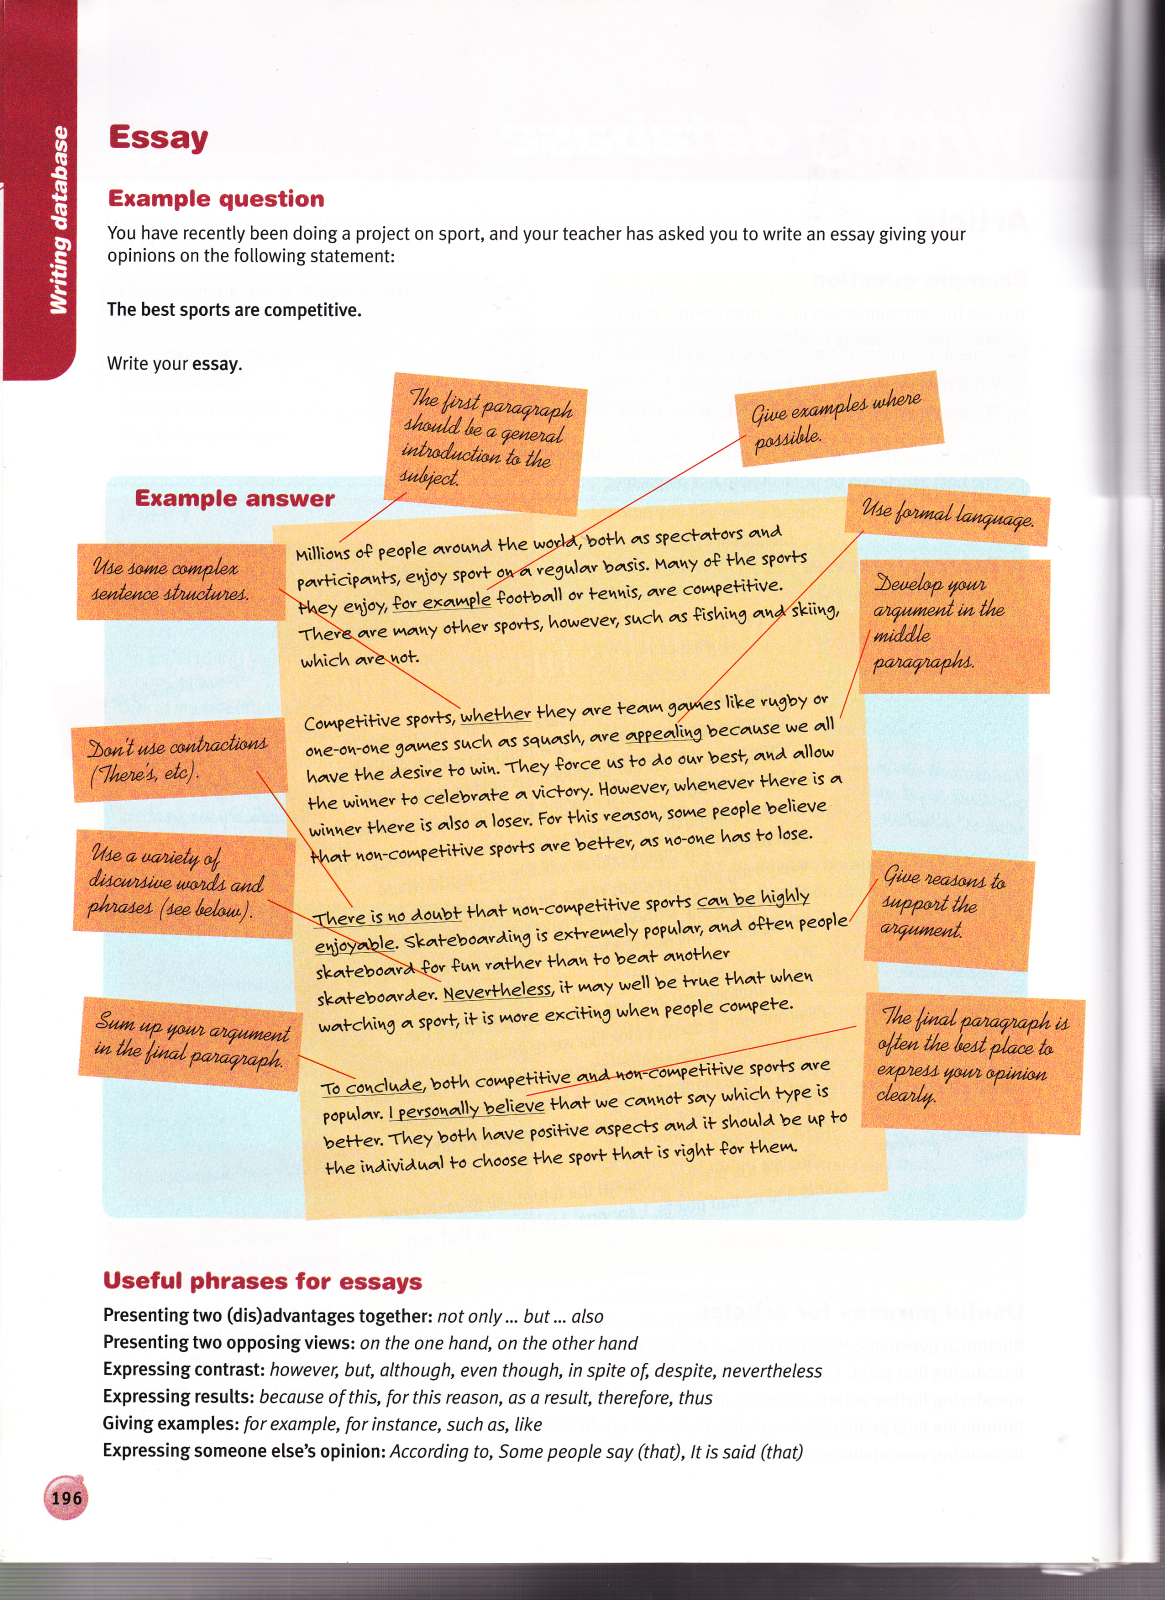 Writing database
Essay
Example question
You have recently been doing a project on sport, and your teacher has asked you to write an essay giving your
opinions on the following statement:
The best sports are competitive.
Write your essay.
The first paragraph
should be a general
introduction to the
subject.
Give examples where
possible.
Example answer
Use formal language.
Use some complex
sentence structures.
Develop your
argument in the
middle
paragraphs.
Millions of people around the world, both as spectators and
participants, enjoy sport on a regular basis. Many of the sports
they enjoy, for example football or tennis, are competitive.
There are many other sports, however, such as fishing and skiing,
which are not.
Don't use contractions
(There's, etc).
Competitive sports, whether they are team games like rugby or
one-on-one games such as squash, are appealing because we all
have the desire to win. They force us to do our best, and allow
the winner to celebrate a victory. However, whenever there is a
winner there is also a loser. For this reason, some people believe
that non-competitive sports are better, as no-one has to lose.
Use a variety of
discursive words and
phrases (see below).
Give reasons to
support the
argument.
There is no doubt that non-competitive sports can be highly
enjoyable. Skateboarding is extremely popular, and often people
skateboard for fun rather than to beat another
skateboarder. Nevertheless, it may well be true that when
watching a sport, it is more exciting when people compete.
Sum up your argument
in the final paragraph.
The final paragraph is
often the best place to
express your opinion
clearly.
To conclude, both competitive and non-competitive sports are
popular. I personally believe that we cannot say which type is
better. They both have positive aspects and it should be up to
the individual to choose the sport that is right for them.
Useful phrases for essays
Presenting two (dis)advantages together: not only ... but ... also
Presenting two opposing views: on the one hand, on the other hand
Expressing contrast: however, but, although, even though, in spite of, despite, nevertheless
Expressing results: because of this, for this reason, as a result, therefore, thus
Giving examples: for example, for instance, such as, like
Expressing someone else's opinion: According to, Some people say (that), It is said (that)
196